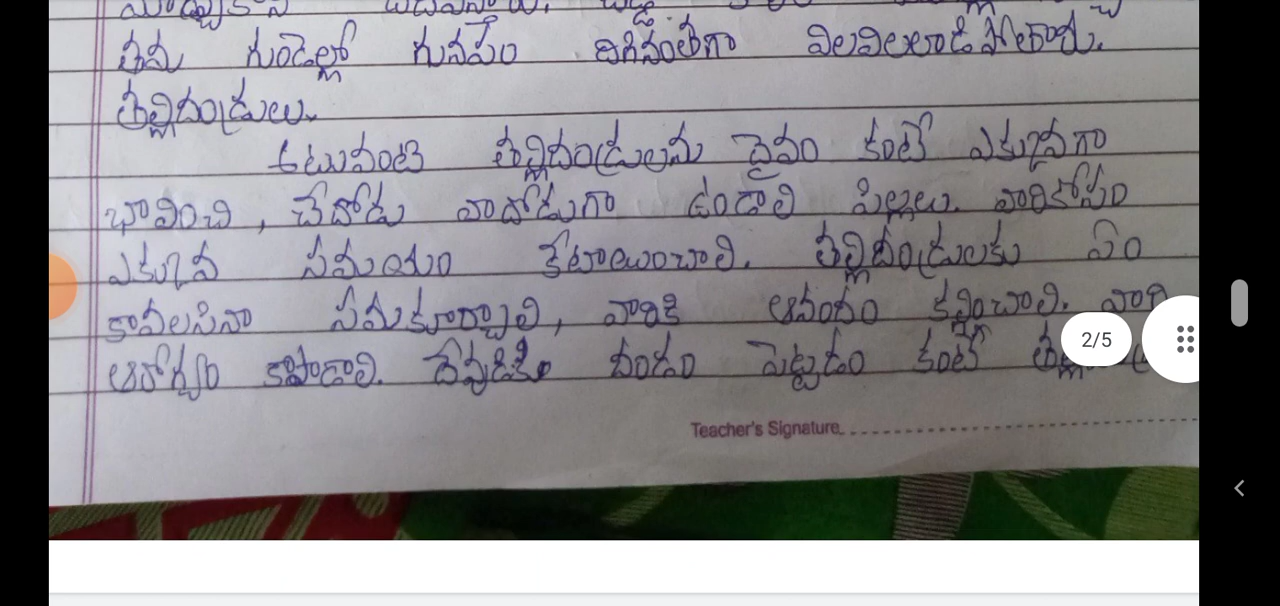 తమ గుండెల్లో గునపం దిగినంతగా విలవిలలాడి పోతారు.
తల్లిదండ్రులు.
అటువంటి తల్లిదండ్రులను దైవం కంటే ఎక్కువగా
భావించి, చేదోడు వాదోడుగా ఉండాలి పిల్లలు. వారికోసం
ఎక్కువ సమయం కేటాయించాలి. తల్లిదండ్రులకు ఏం
కావలసినా సమకూర్చాలి, వారికి ఆనందం కల్గించాలి. వారి
ఆరోగ్యం కాపాడాలి. దేవుడికి దండం పెట్టడం కంటే
2/5
Teacher's Signature